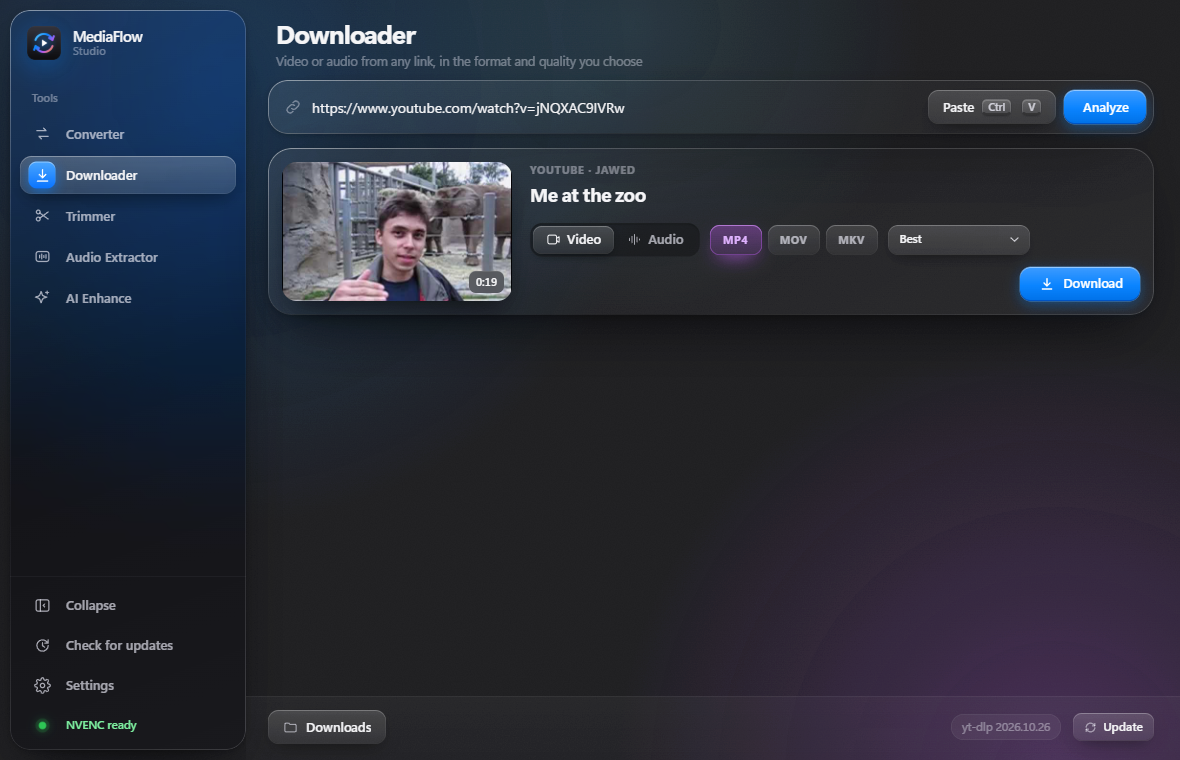 MediaFlow
Studio
Tools
Converter
Downloader
Trimmer
Audio Extractor
AI Enhance
Collapse
Check for updates
Settings
NVENC ready
Downloader
Video or audio from any link, in the format and quality you choose
https://www.youtube.com/watch?v=jNQXAC9IVRw
Paste Ctrl V Analyze
0:19
YOUTUBE · JAWED
Me at the zoo
Video Audio MP4 MOV MKV Best
Download
Downloads
yt-dlp 2026.10.26 Update